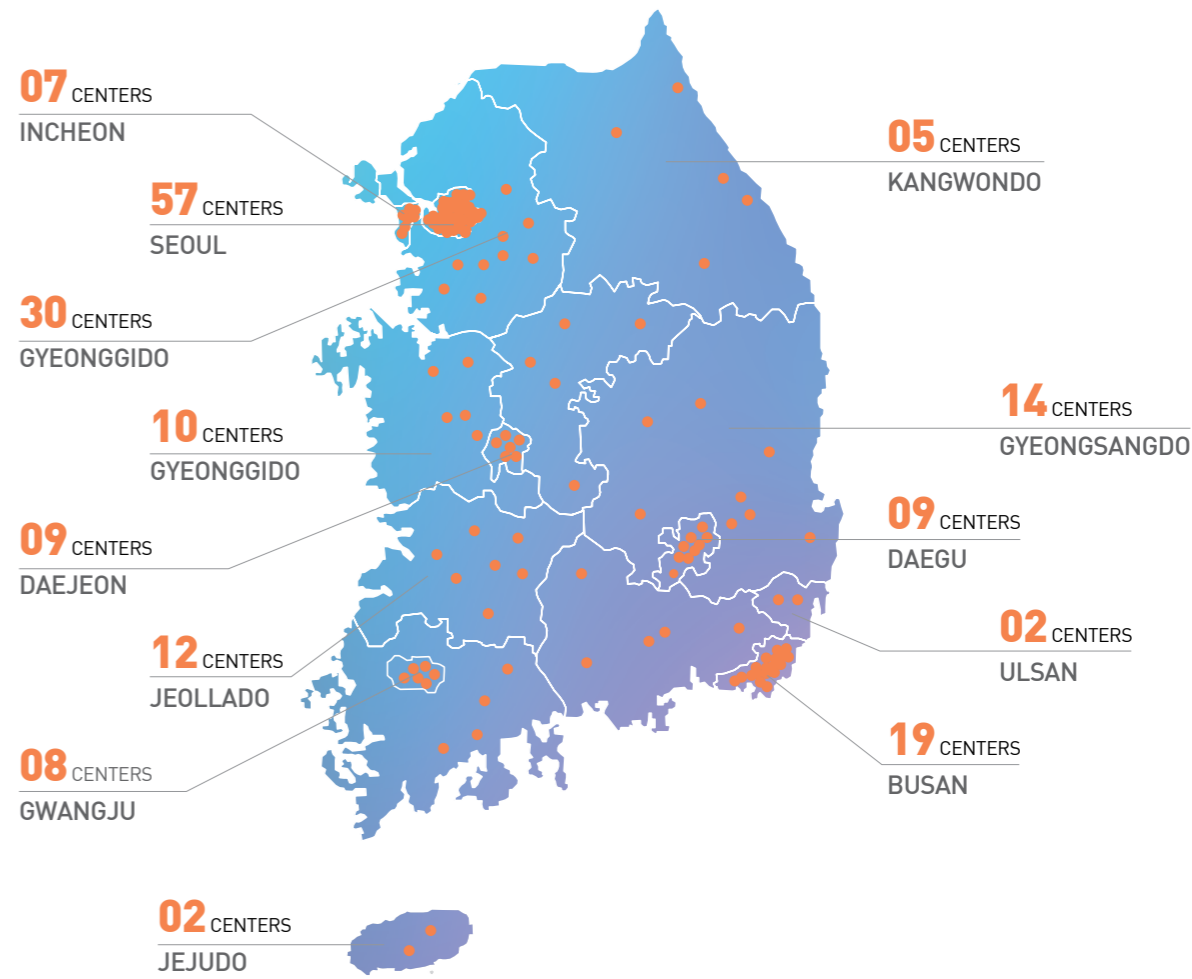 07 CENTERS
INCHEON
57 CENTERS
SEOUL
30 CENTERS
GYEONGGIDO
10 CENTERS
GYEONGGIDO
09 CENTERS
DAEJEON
12 CENTERS
JEOLLADO
08 CENTERS
GWANGJU
02 CENTERS
JEJUDO
05 CENTERS
KANGWONDO
14 CENTERS
GYEONGSANGDO
09 CENTERS
DAEGU
02 CENTERS
ULSAN
19 CENTERS
BUSAN